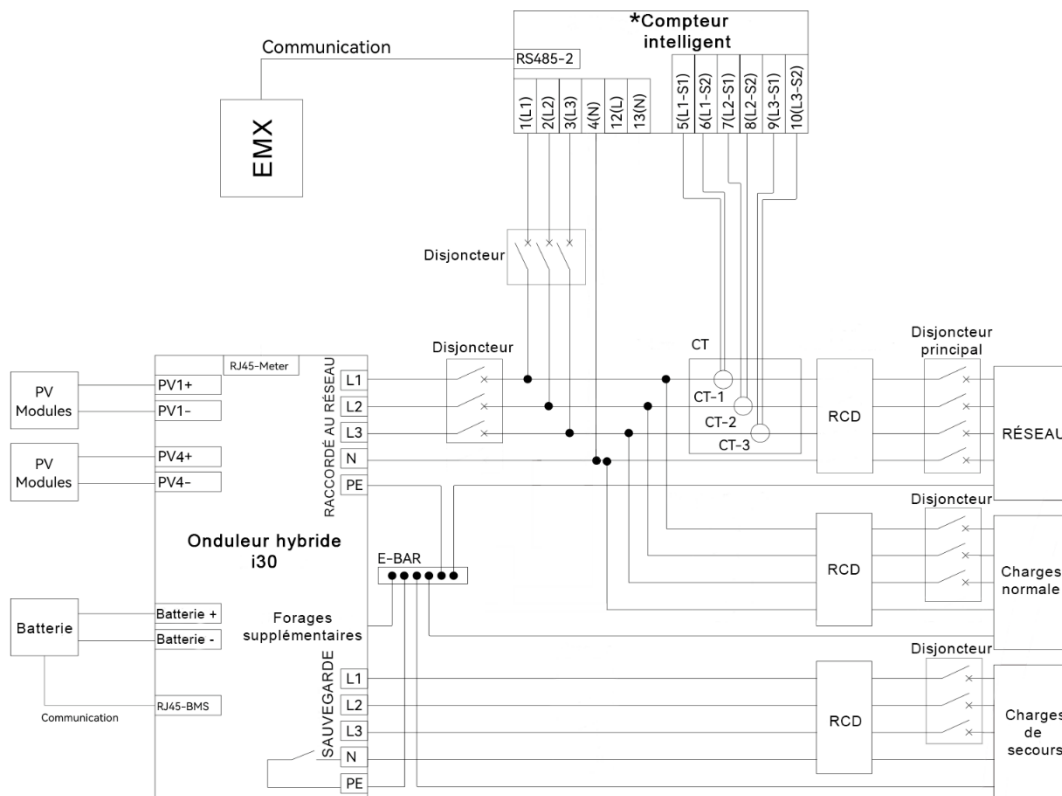 *Compteur
intelligent
Communication
RS485-2
1(L1)
2(L2)
3(L3)
4(N)
12(L)
13(N)
5(L1-S1)
6(L1-S2)
7(L2-S1)
8(L2-S2)
9(L3-S1)
10(L3-S2)
EMX
Disjoncteur
Disjoncteur
CT
Disjoncteur
principal
RJ45-Meter
PV
Modules
PV1+
PV1-
PV
Modules
PV4+
PV4-
RACCORDÉ AU RÉSEAU
L1
L2
L3
N
PE
CT-1
CT-2
CT-3
RCD
RÉSEAU
Onduleur hybride
i30
E-BAR
Disjoncteur
RCD
Charges
normale
Batterie
Batterie +
Batterie -
Forages
supplémentaires
RJ45-BMS
Communication
SAUVEGARDE
L1
L2
L3
N
PE
RCD
Disjoncteur
Charges
de
secours